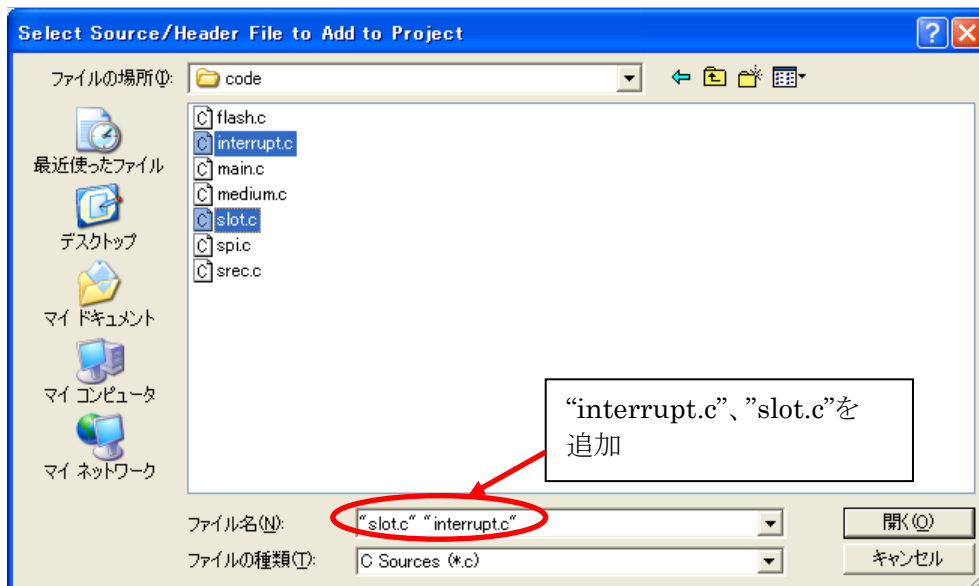 Select Source/Header File to Add to Project
ファイルの場所(I):
code
flash.c
interrupt.c
main.c
medium.c
slot.c
spi.c
srec.c
最近使ったファイル
デスクトップ
マイ ドキュメント
マイ コンピュータ
マイ ネットワーク
“interrupt.c”、”slot.c”を
追加
ファイル名(N):
"slot.c" "interrupt.c"
開く(O)
ファイルの種類(T):
C Sources (*.c)
キャンセル